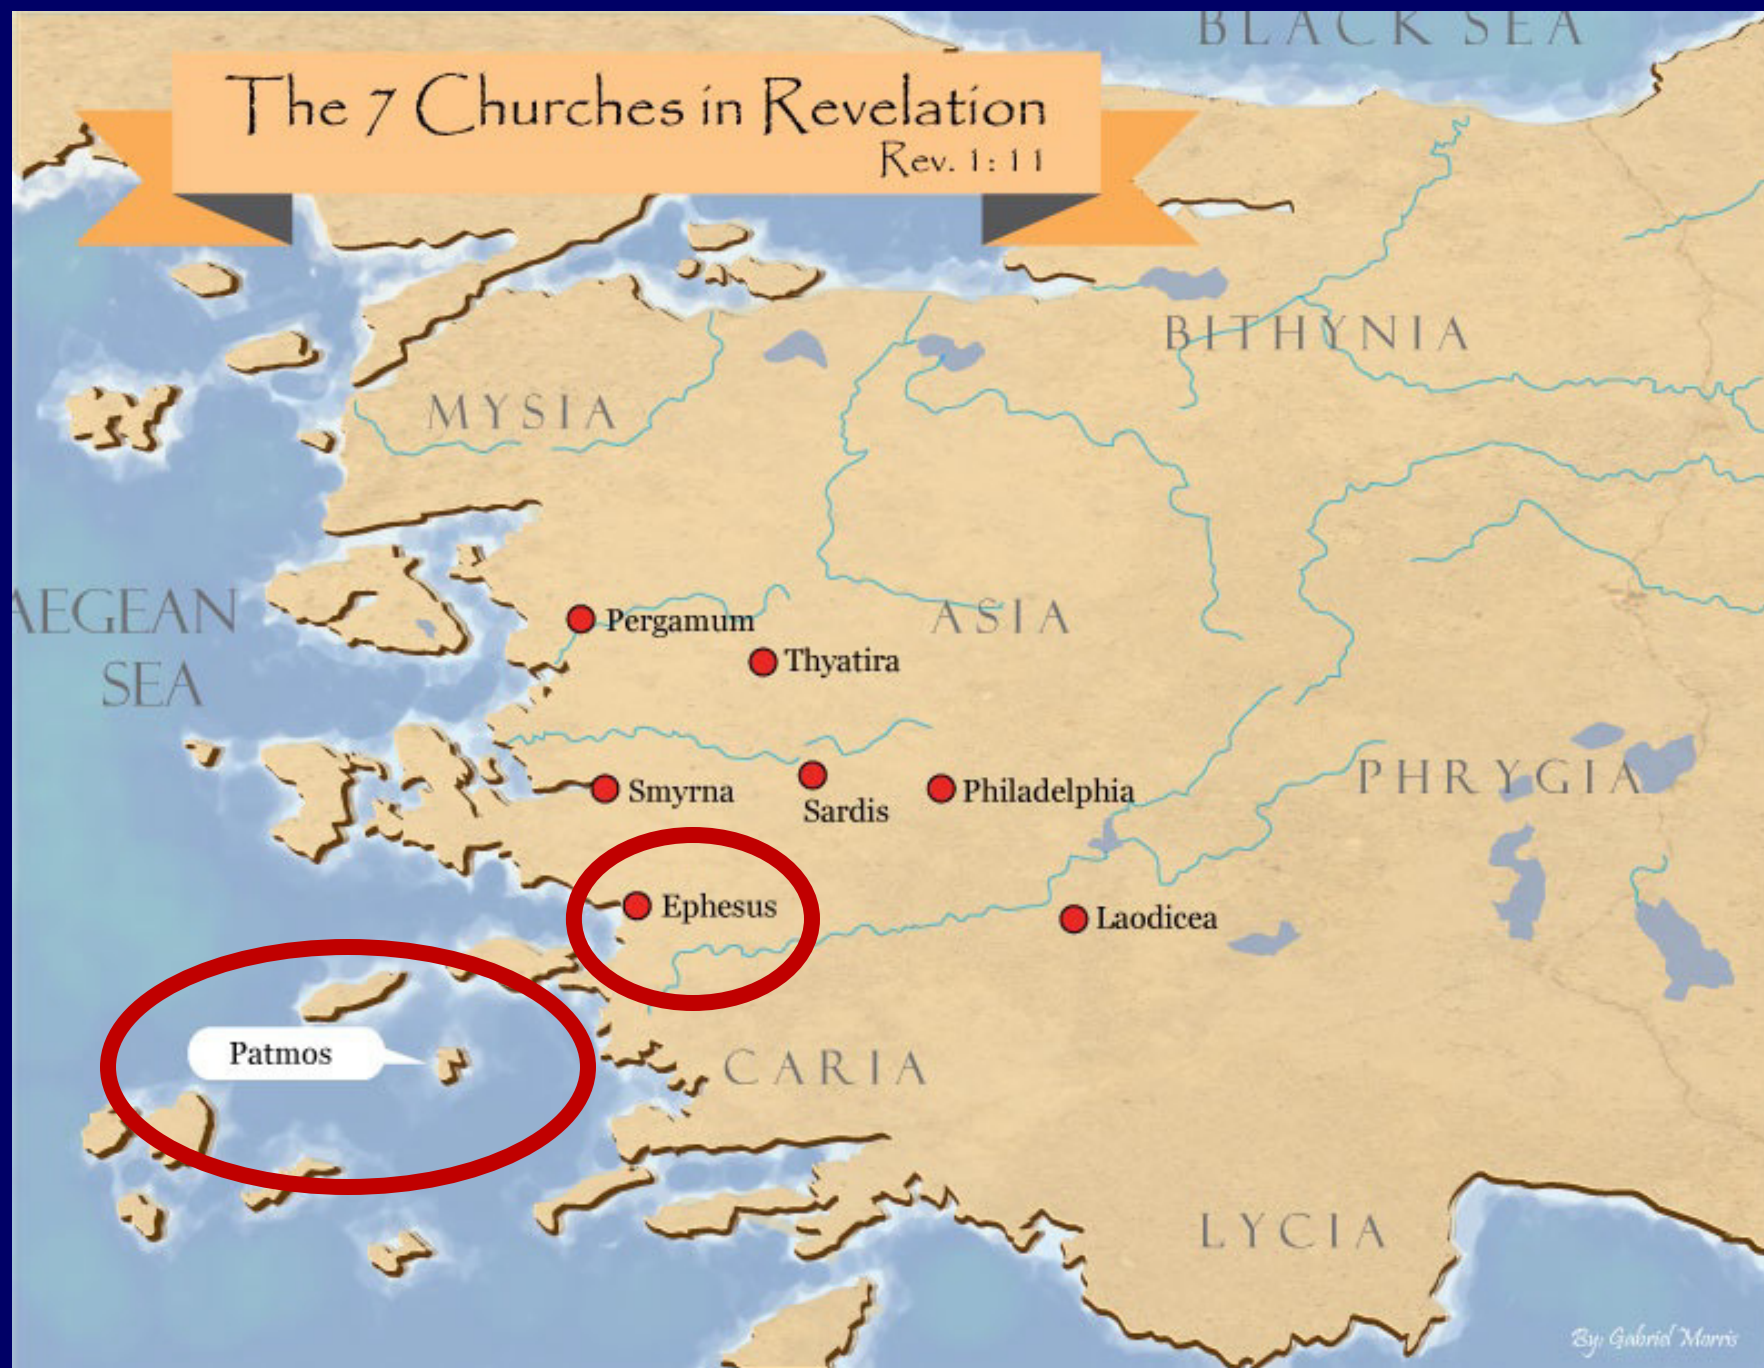 BLACK SEA
The 7 Churches in Revelation
Rev. 1:11
BITHYNIA
MYSIA
AEGEAN
SEA
ASIA
Pergamum
Thyatira
PHRYGIA
Smyrna
Sardis
Philadelphia
Ephesus
Laodicea
Patmos
CARIA
LYCIA
By: Gabriel Morris